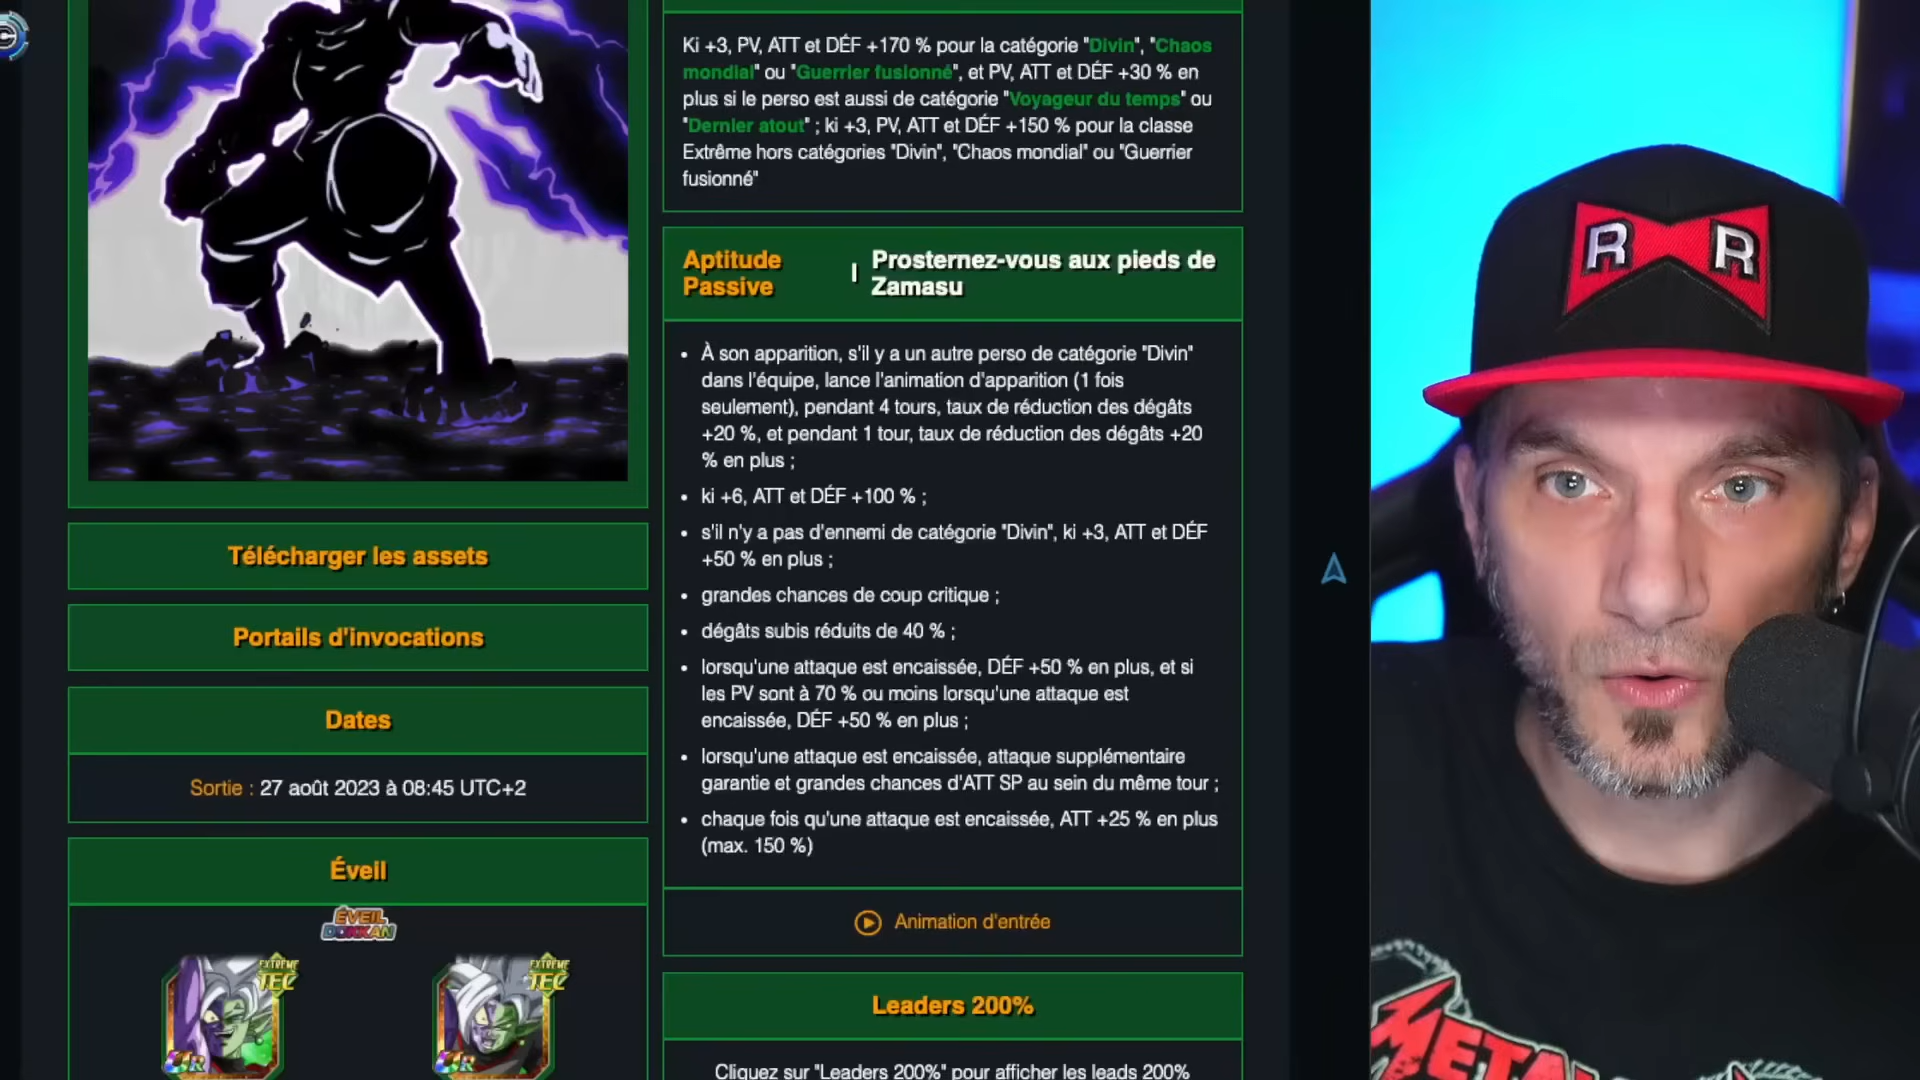 Ki +3, PV, ATT et DÉF +170 % pour la catégorie "Divin", "Chaos
mondial" ou "Guerrier fusionné", et PV, ATT et DÉF +30 % en
plus si le perso est aussi de catégorie "Voyageur du temps" ou
"Dernier atout" ; ki +3, PV, ATT et DÉF +150 % pour la classe
Extrême hors catégories "Divin", "Chaos mondial" ou "Guerrier
fusionné"
Aptitude
Passive
Prosternez-vous aux pieds de
Zamasu
À son apparition, s'il y a un autre perso de catégorie "Divin"
dans l'équipe, lance l'animation d'apparition (1 fois
seulement), pendant 4 tours, taux de réduction des dégâts
+20 %, et pendant 1 tour, taux de réduction des dégâts +20
% en plus ;
ki +6, ATT et DÉF +100 % ;
s'il n'y a pas d'ennemi de catégorie "Divin", ki +3, ATT et DÉF
+50 % en plus ;
grandes chances de coup critique ;
dégâts subis réduits de 40 % ;
lorsqu'une attaque est encaissée, DÉF +50 % en plus, et si
les PV sont à 70 % ou moins lorsqu'une attaque est
encaissée, DÉF +50 % en plus ;
lorsqu'une attaque est encaissée, attaque supplémentaire
garantie et grandes chances d'ATT SP au sein du même tour ;
chaque fois qu'une attaque est encaissée, ATT +25 % en plus
(max. 150 %)
Animation d'entrée
Leaders 200%
Cliquez sur "Leaders 200%" pour afficher les leads 200%
Télécharger les assets
Portails d'invocations
Dates
Sortie : 27 août 2023 à 08:45 UTC+2
Éveil
ÉVEIL
DOKKAN
EXTREME
TEC
UR
EXTREME
TEC
UR
R R
METAL